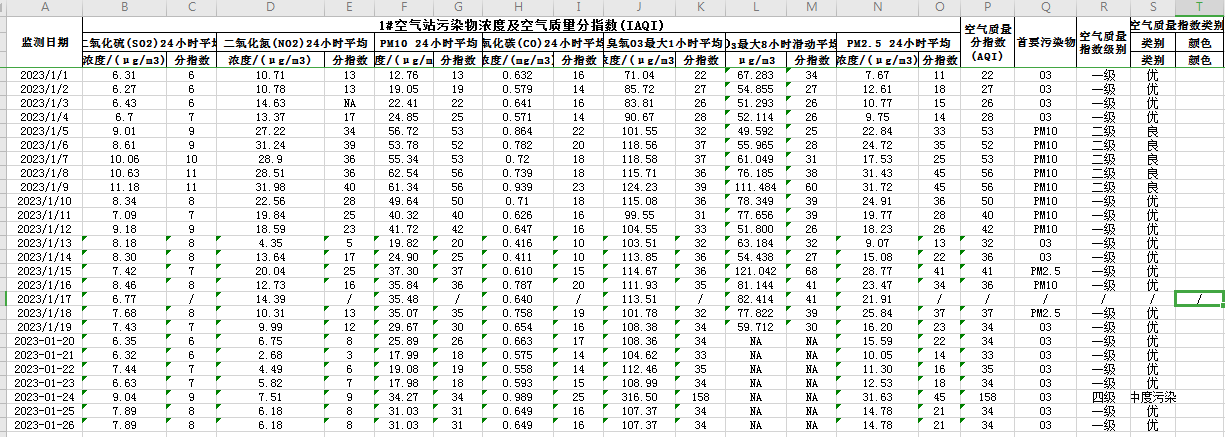 A B C D E F G H I J K L M N O P Q R S T
监测日期 1#空气站污染物浓度及空气质量分指数(IAQI) 空气质量分指数(AQI) 首要污染物 空气质量指数级别 空气质量指数类别
二氧化硫(SO2)24小时平均 二氧化氮(NO2)24小时平均 PM10 24小时平均 氧化碳(CO)24小时平均 臭氧O3最大1小时平均 O3最大8小时滑动平均 PM2.5 24小时平均 类别 颜色
浓度/(μg/m3) 分指数 浓度/(μg/m3) 分指数 浓度/(μg/m3) 分指数 浓度/(mg/m3) 分指数 浓度/(μg/m3) 分指数 μg/m3 分指数 浓度/(μg/m3) 分指数 类别 颜色
2023/1/1 6.31 6 10.71 13 12.76 13 0.632 16 71.04 22 67.283 34 7.67 11 22 O3 一级 优
2023/1/2 6.27 6 10.78 13 19.05 19 0.579 14 85.72 27 54.855 27 12.61 18 27 O3 一级 优
2023/1/3 6.43 6 14.63 NA 22.41 22 0.641 16 83.81 26 51.293 26 10.77 15 26 O3 一级 优
2023/1/4 6.7 7 13.37 17 24.85 25 0.571 14 90.67 28 52.114 26 9.75 14 28 O3 一级 优
2023/1/5 9.01 9 27.22 34 56.72 53 0.864 22 101.55 32 49.592 25 22.84 33 53 PM10 二级 良
2023/1/6 8.61 9 31.24 39 53.78 52 0.782 20 118.56 37 55.965 28 24.72 35 52 PM10 二级 良
2023/1/7 10.06 10 28.9 36 55.34 53 0.72 18 118.58 37 61.049 31 17.53 25 53 PM10 二级 良
2023/1/8 10.63 11 28.51 36 62.54 56 0.739 18 115.71 36 76.185 38 31.43 45 56 PM10 二级 良
2023/1/9 11.18 11 31.98 40 61.34 56 0.939 23 124.23 39 111.484 60 31.72 45 56 PM10 二级 良
2023/1/10 8.34 8 22.56 28 49.64 50 0.71 18 115.08 36 78.349 39 24.91 36 50 PM10 一级 优
2023/1/11 7.09 7 19.84 25 40.32 40 0.626 16 99.55 31 77.656 39 19.77 28 40 PM10 一级 优
2023/1/12 9.18 9 18.59 23 41.72 42 0.647 16 104.55 33 51.800 26 18.23 26 42 PM10 一级 优
2023/1/13 8.18 8 4.35 5 19.82 20 0.416 10 103.51 32 63.184 32 9.07 13 32 O3 一级 优
2023/1/14 8.30 8 13.64 17 24.90 25 0.411 10 113.85 36 54.438 27 15.08 22 36 O3 一级 优
2023/1/15 7.42 7 20.04 25 37.30 37 0.610 15 114.67 36 121.042 68 28.77 41 41 PM2.5 一级 优
2023/1/16 8.46 8 12.73 16 35.84 36 0.787 20 111.93 35 81.144 41 23.47 34 36 PM10 一级 优
2023/1/17 6.77 / 14.39 / 35.48 / 0.640 / 113.51 / 82.414 41 21.91 / / / / / /
2023/1/18 7.68 8 10.31 13 35.07 35 0.758 19 101.78 32 77.822 39 25.84 37 37 PM2.5 一级 优
2023/1/19 7.43 7 9.99 12 29.67 30 0.654 16 108.38 34 59.712 30 16.20 23 34 O3 一级 优
2023-01-20 6.35 6 6.75 8 25.89 26 0.663 17 108.36 34 NA NA 15.59 22 34 O3 一级 优
2023-01-21 6.32 6 2.68 3 17.99 18 0.575 14 104.62 33 NA NA 10.05 14 33 O3 一级 优
2023-01-22 7.44 7 4.49 6 19.08 19 0.558 14 112.46 35 NA NA 11.30 16 35 O3 一级 优
2023-01-23 6.63 7 5.82 7 17.98 18 0.593 15 108.99 34 NA NA 12.53 18 34 O3 一级 优
2023-01-24 9.04 9 7.51 9 34.27 34 0.989 25 316.50 158 NA NA 31.63 45 158 O3 四级 中度污染
2023-01-25 7.89 8 6.18 8 31.03 31 0.649 16 107.37 34 NA NA 14.78 21 34 O3 一级 优
2023-01-26 7.89 8 6.18 8 31.03 31 0.649 16 107.37 34 NA NA 14.78 21 34 O3 一级 优